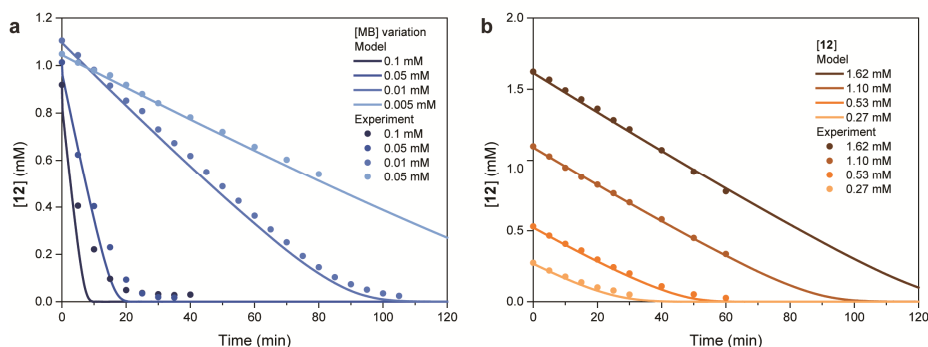 a
[MB] variation
Model
0.1 mM
0.05 mM
0.01 mM
0.005 mM
Experiment
0.1 mM
0.05 mM
0.01 mM
0.05 mM
[12] (mM)
1.2
1.0
0.8
0.6
0.4
0.2
0.0
0 20 40 60 80 100 120
Time (min)
b
[12]
Model
1.62 mM
1.10 mM
0.53 mM
0.27 mM
Experiment
1.62 mM
1.10 mM
0.53 mM
0.27 mM
[12] (mM)
2.0
1.5
1.0
0.5
0.0
0 20 40 60 80 100 120
Time (min)